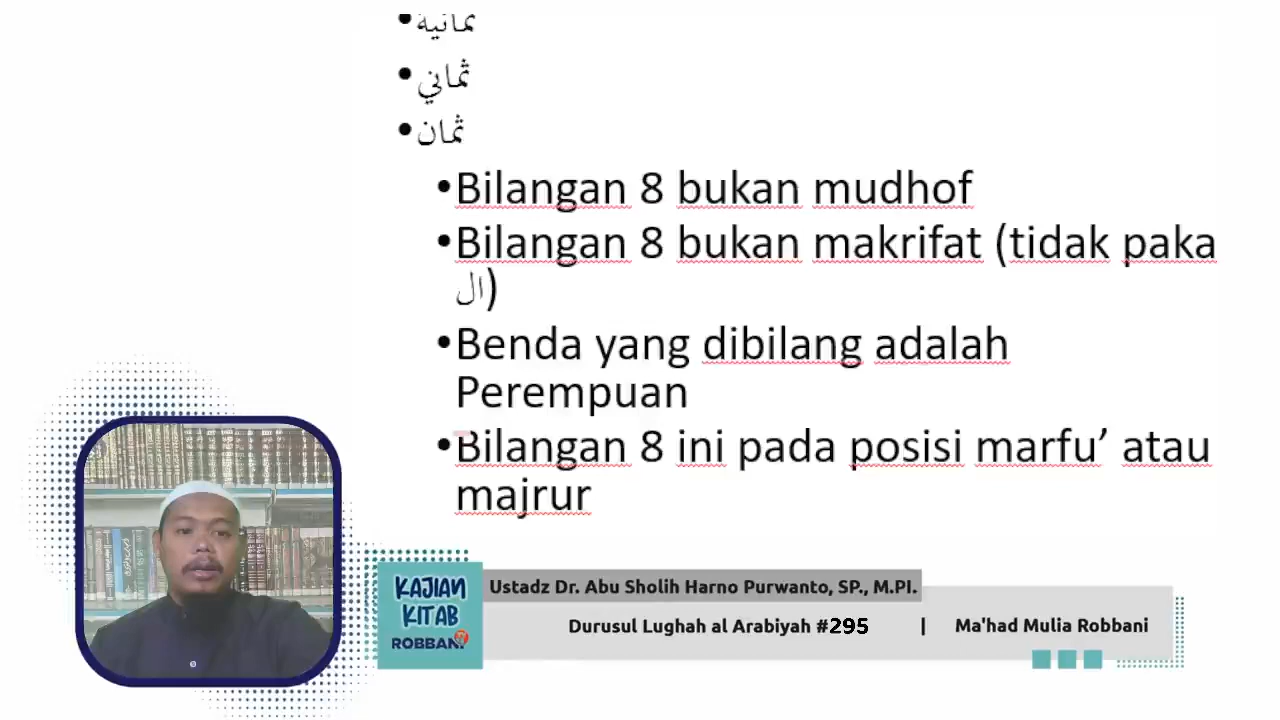 •ثمانية
•ثماني
•ثمان
•Bilangan 8 bukan mudhof
•Bilangan 8 bukan makrifat (tidak paka
ال)
•Benda yang dibilang adalah
Perempuan
•Bilangan 8 ini pada posisi marfu’ atau
majrur
KAJIAN
KITAB
ROBBANI
Ustadz Dr. Abu Sholih Harno Purwanto, SP., M.PI.
Durusul Lughah al Arabiyah #295 | Ma'had Mulia Robbani